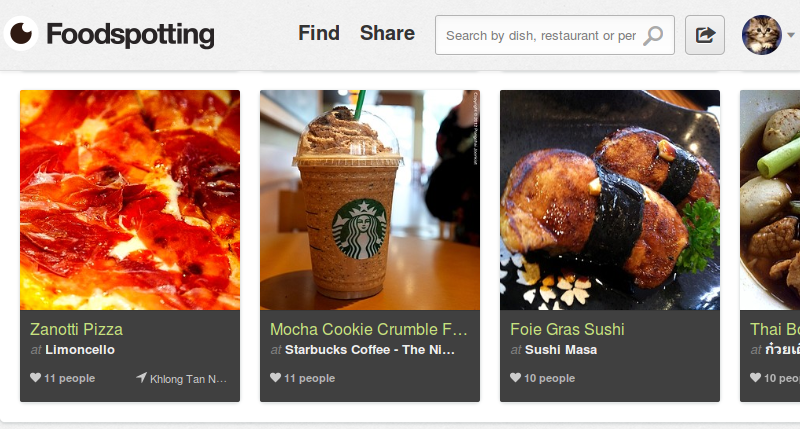 Foodspotting
Find
Share
Search by dish, restaurant or per
Zanotti Pizza
at Limoncello
11 people
Khlong Tan N...
Mocha Cookie Crumble F...
at Starbucks Coffee - The Ni...
11 people
Foie Gras Sushi
at Sushi Masa
10 people
Thai Bo
at ก๋วยเตี
10 peop